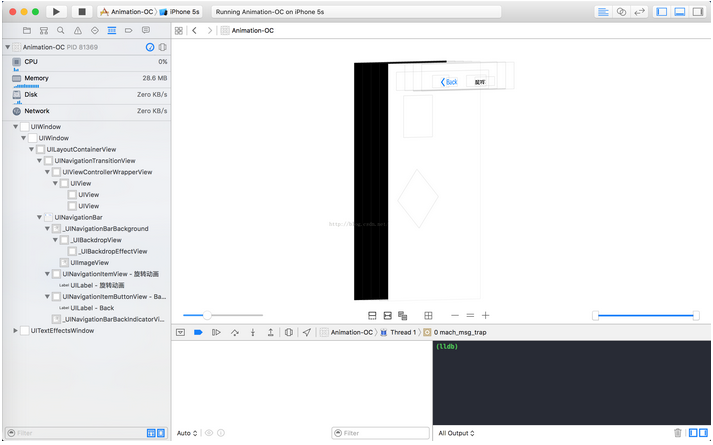 Animation-OC 〉 iPhone 5s
Running Animation-OC on iPhone 5s
Animation-OC PID 81369
Animation-OC
CPU 0%
Memory 28.6 MB
Disk Zero KB/s
Network Zero KB/s
UIWindow
UIWindow
UILayoutContainerView
UINavigationTransitionView
UIViewControllerWrapperView
UIView
UIView
UIView
UINavigationBar
_UINavigationBarBackground
_UIBackdropView
_UIBackdropEffectView
UIImageView
UINavigationItemView - 旋转动画
Label UILabel - 旋转动画
UINavigationItemButtonView - Ba...
Label UILabel - Back
_UINavigationBarBackIndicatorVi...
UITextEffectsWindow
Back
Animation-OC 〉 Thread 1 〉 0 mach_msg_trap
(lldb)
Filter
Auto
Filter
All Output